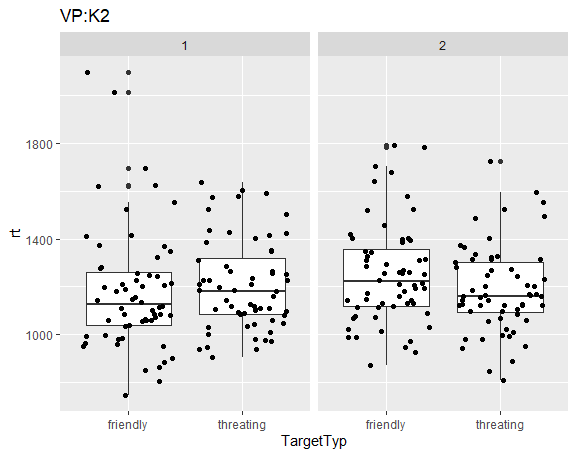 VP:K2
1 2
rt
1800
1400
1000
friendly threating friendly threating
TargetTyp